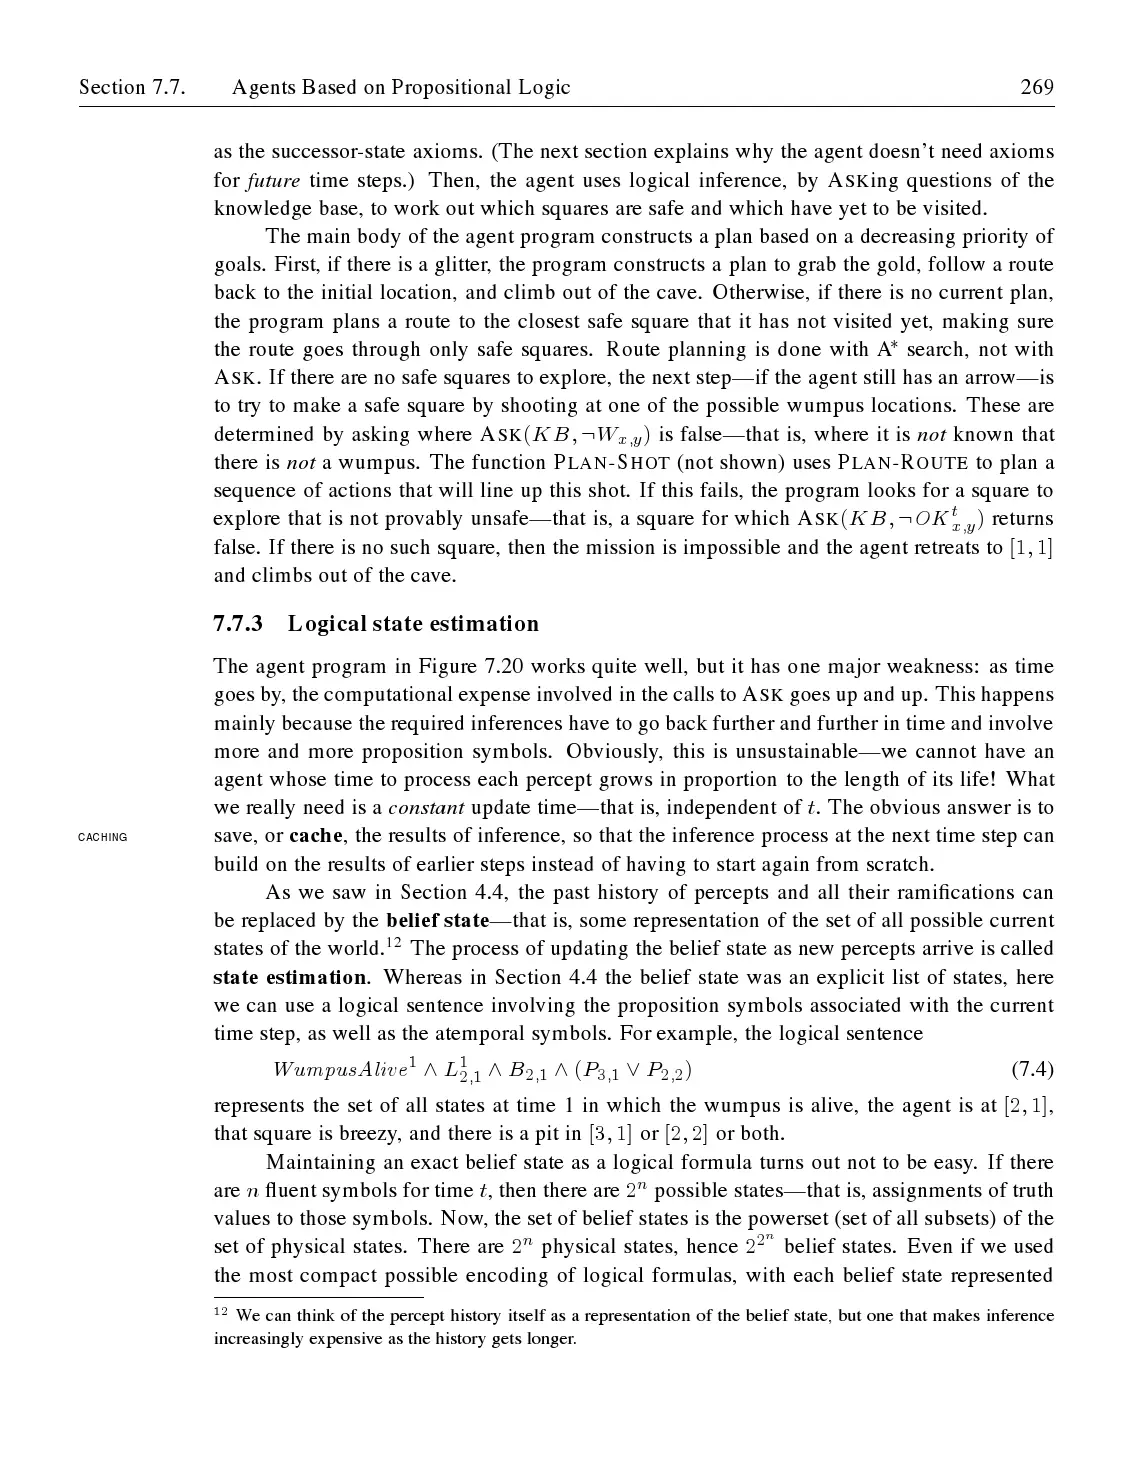 Section 7.7. Agents Based on Propositional Logic 269
as the successor-state axioms. (The next section explains why the agent doesn't need axioms
for future time steps.) Then, the agent uses logical inference, by ASKing questions of the
knowledge base, to work out which squares are safe and which have yet to be visited.
The main body of the agent program constructs a plan based on a decreasing priority of
goals. First, if there is a glitter, the program constructs a plan to grab the gold, follow a route
back to the initial location, and climb out of the cave. Otherwise, if there is no current plan,
the program plans a route to the closest safe square that it has not visited yet, making sure
the route goes through only safe squares. Route planning is done with A* search, not with
ASK. If there are no safe squares to explore, the next step—if the agent still has an arrow—is
to try to make a safe square by shooting at one of the possible wumpus locations. These are
determined by asking where ASK(KB, ¬W_{x,y}) is false—that is, where it is not known that
there is not a wumpus. The function PLAN-SHOT (not shown) uses PLAN-ROUTE to plan a
sequence of actions that will line up this shot. If this fails, the program looks for a square to
explore that is not provably unsafe—that is, a square for which ASK(KB, ¬OK^t_{x,y}) returns
false. If there is no such square, then the mission is impossible and the agent retreats to [1, 1]
and climbs out of the cave.
7.7.3 Logical state estimation
The agent program in Figure 7.20 works quite well, but it has one major weakness: as time
goes by, the computational expense involved in the calls to ASK goes up and up. This happens
mainly because the required inferences have to go back further and further in time and involve
more and more proposition symbols. Obviously, this is unsustainable—we cannot have an
agent whose time to process each percept grows in proportion to the length of its life! What
we really need is a constant update time—that is, independent of t. The obvious answer is to
CACHING
save, or cache, the results of inference, so that the inference process at the next time step can
build on the results of earlier steps instead of having to start again from scratch.
As we saw in Section 4.4, the past history of percepts and all their ramifications can
be replaced by the belief state—that is, some representation of the set of all possible current
states of the world.¹² The process of updating the belief state as new percepts arrive is called
state estimation. Whereas in Section 4.4 the belief state was an explicit list of states, here
we can use a logical sentence involving the proposition symbols associated with the current
time step, as well as the atemporal symbols. For example, the logical sentence
WumpusAlive^1 ∧ L^1_{2,1} ∧ B_{2,1} ∧ (P_{3,1} ∨ P_{2,2}) (7.4)
represents the set of all states at time 1 in which the wumpus is alive, the agent is at [2, 1],
that square is breezy, and there is a pit in [3, 1] or [2, 2] or both.
Maintaining an exact belief state as a logical formula turns out not to be easy. If there
are n fluent symbols for time t, then there are 2^n possible states—that is, assignments of truth
values to those symbols. Now, the set of belief states is the powerset (set of all subsets) of the
set of physical states. There are 2^n physical states, hence 2^{2^n} belief states. Even if we used
the most compact possible encoding of logical formulas, with each belief state represented
¹² We can think of the percept history itself as a representation of the belief state, but one that makes inference
increasingly expensive as the history gets longer.